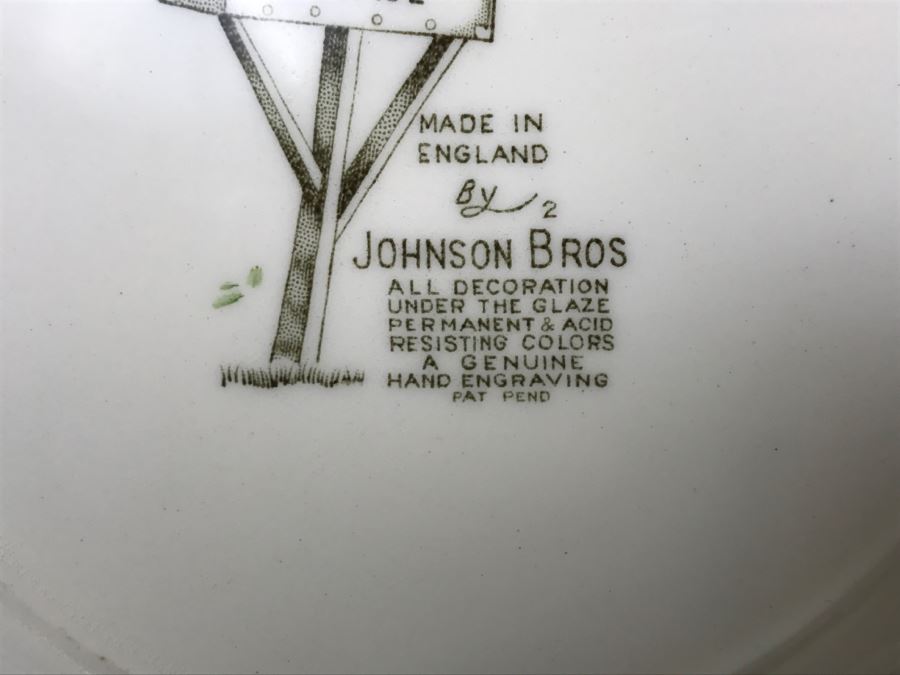 MADE IN
ENGLAND
By 2
JOHNSON BROS
ALL DECORATION
UNDER THE GLAZE
PERMANENT & ACID
RESISTING COLORS
A GENUINE
HAND ENGRAVING
PAT PEND